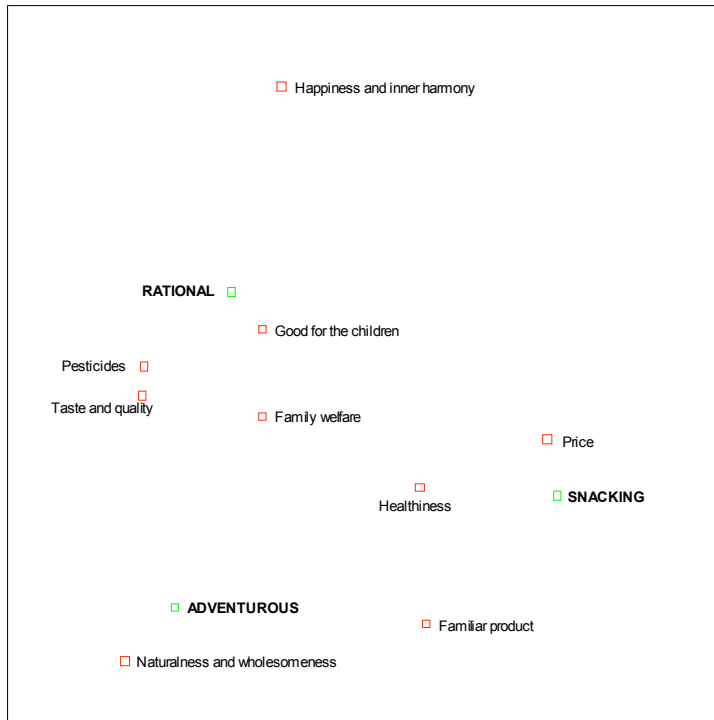 Happiness and inner harmony
RATIONAL
Good for the children
Pesticides
Taste and quality
Family welfare
Price
Healthiness
SNACKING
ADVENTUROUS
Familiar product
Naturalness and wholesomeness